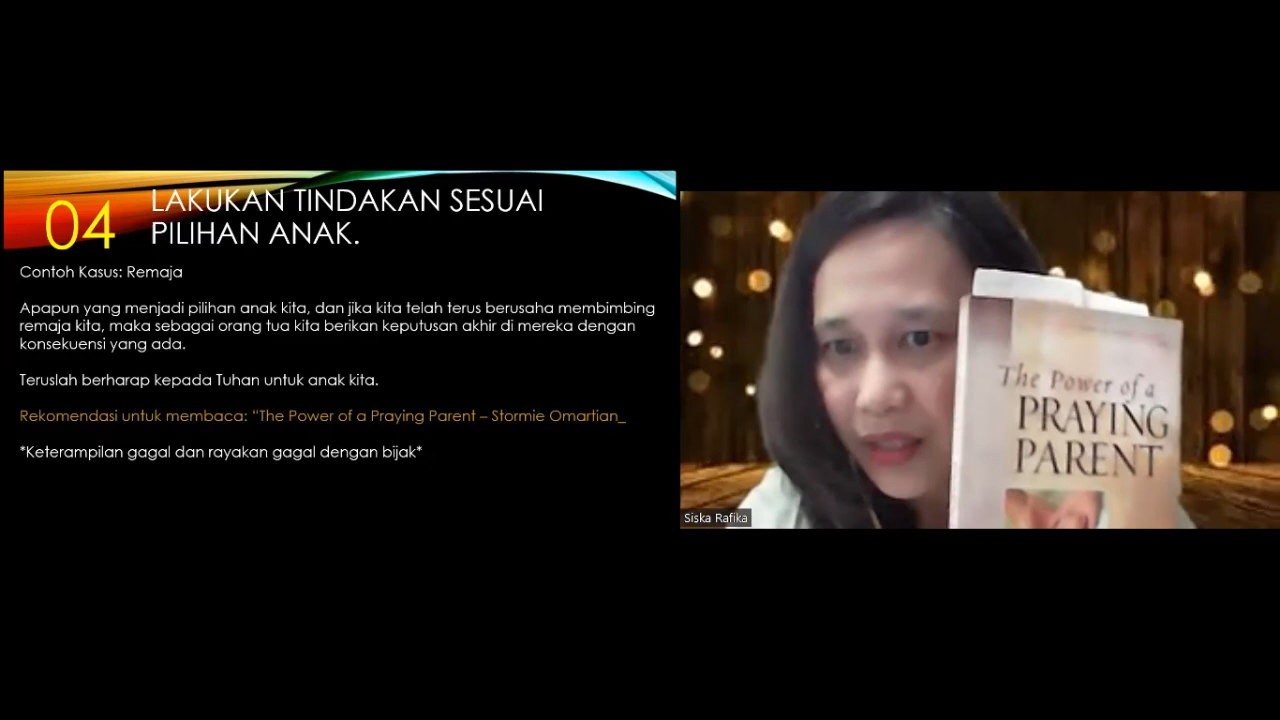 04
LAKUKAN TINDAKAN SESUAI
PILIHAN ANAK.
Contoh Kasus: Remaja
Apapun yang menjadi pilihan anak kita, dan jika kita telah terus berusaha membimbing
remaja kita, maka sebagai orang tua kita berikan keputusan akhir di mereka dengan
konsekuensi yang ada.
Teruslah berharap kepada Tuhan untuk anak kita.
Rekomendasi untuk membaca: "The Power of a Praying Parent – Stormie Omartian_
*Keterampilan gagal dan rayakan gagal dengan bijak*
The Power of a
PRAYING
PARENT
Siska Rafika